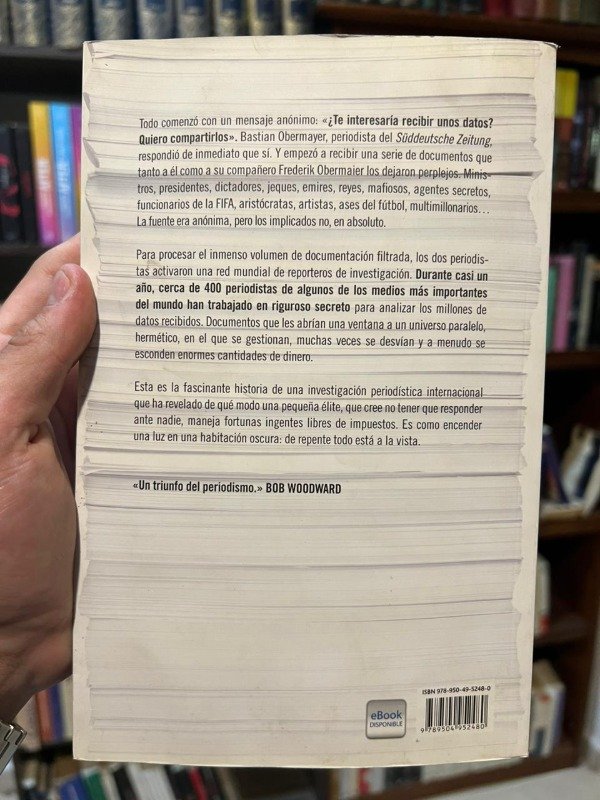 Todo comenzó con un mensaje anónimo: «¿Te interesaría recibir unos datos?
Quiero compartirlos». Bastian Obermayer, periodista del Süddeutsche Zeitung,
respondió de inmediato que sí. Y empezó a recibir una serie de documentos que
tanto a él como a su compañero Frederik Obermaier los dejaron perplejos. Minis-
tros, presidentes, dictadores, jeques, emires, reyes, mafiosos, agentes secretos,
funcionarios de la FIFA, aristócratas, artistas, ases del fútbol, multimillonarios...
La fuente era anónima, pero los implicados no, en absoluto.
Para procesar el inmenso volumen de documentación filtrada, los dos periodis-
tas activaron una red mundial de reporteros de investigación. Durante casi un
año, cerca de 400 periodistas de algunos de los medios más importantes
del mundo han trabajado en riguroso secreto para analizar los millones de
datos recibidos. Documentos que les abrían una ventana a un universo paralelo,
hermético, en el que se gestionan, muchas veces se desvían y a menudo se
esconden enormes cantidades de dinero.
Esta es la fascinante historia de una investigación periodística internacional
que ha revelado de qué modo una pequeña élite, que cree no tener que responder
ante nadie, maneja fortunas ingentes libres de impuestos. Es como encender
una luz en una habitación oscura: de repente todo está a la vista.
«Un triunfo del periodismo.» BOB WOODWARD
ISBN 978-950-49-5248-0
eBook
DISPONIBLE
9 789504 952480